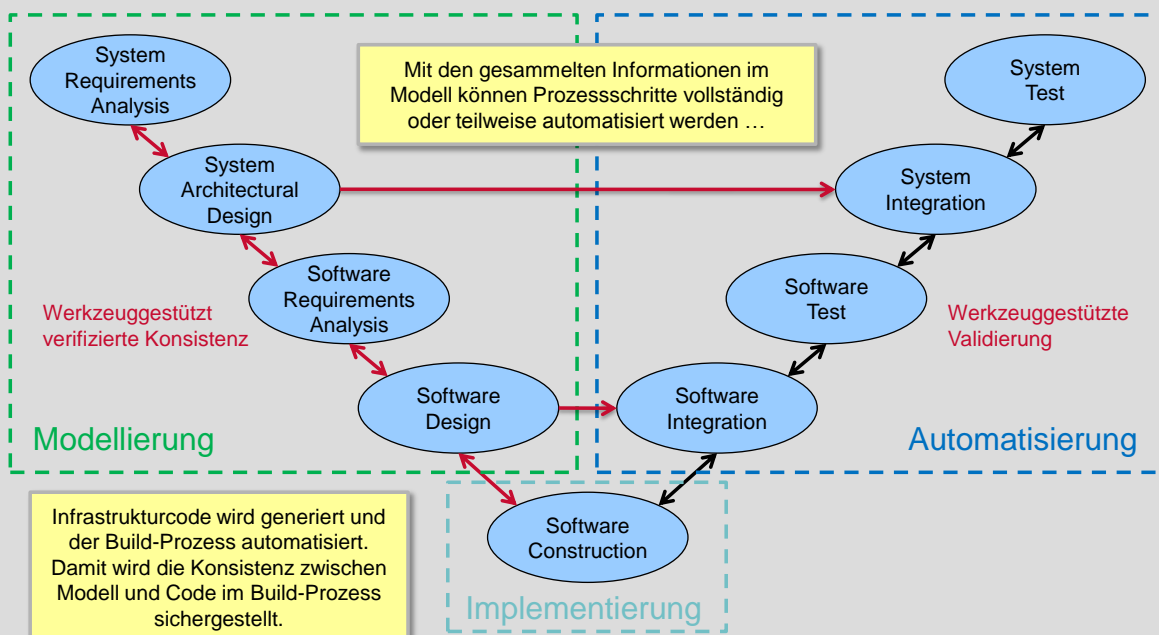 System
Requirements
Analysis
Mit den gesammelten Informationen im
Modell können Prozessschritte vollständig
oder teilweise automatisiert werden …
System
Test
System
Architectural
Design
System
Integration
Software
Requirements
Analysis
Software
Test
Werkzeuggestützt
verifizierte Konsistenz
Werkzeuggestützte
Validierung
Software
Design
Software
Integration
Modellierung
Automatisierung
Infrastrukturcode wird generiert und
der Build-Prozess automatisiert.
Damit wird die Konsistenz zwischen
Modell und Code im Build-Prozess
sichergestellt.
Software
Construction
Implementierung